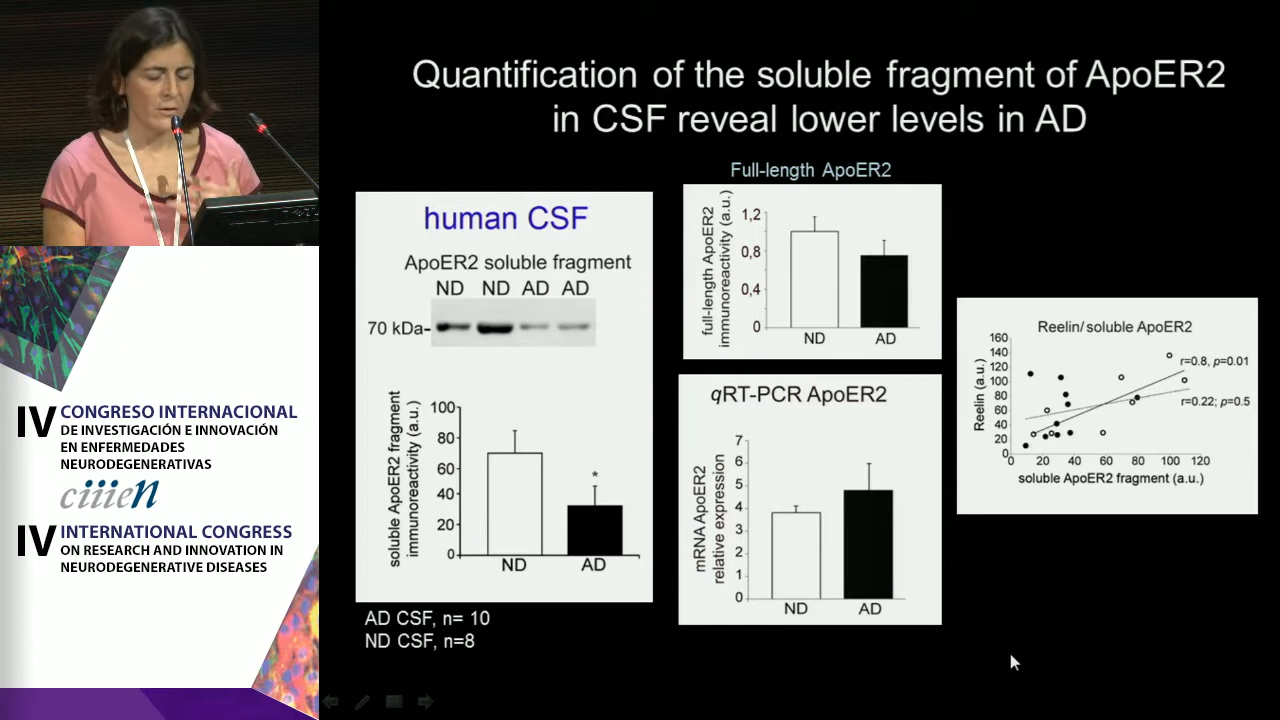 Quantification of the soluble fragment of ApoER2
in CSF reveal lower levels in AD
human CSF
ApoER2 soluble fragment
ND ND AD AD
70 kDa-
soluble ApoER2 fragment
immunoreactivity (a.u.)
100
80
60
40
20
0
*
ND AD
AD CSF, n= 10
ND CSF, n=8
Full-length ApoER2
full-length ApoER2
immunoreactivity (a.u.)
1,2
0,8
0,4
0
ND AD
qRT-PCR ApoER2
mRNA ApoER2
relative expression
7
6
5
4
3
2
1
0
ND AD
Reelin/ soluble ApoER2
Reelin (a.u.)
160
140
120
100
80
60
40
20
0
r=0.8, p=0.01
r=0.22; p=0.5
0 20 40 60 80 100 120
soluble ApoER2 fragment (a.u.)
IV CONGRESO INTERNACIONAL
DE INVESTIGACIÓN E INNOVACIÓN
EN ENFERMEDADES
NEURODEGENERATIVAS
ciiien
IV INTERNATIONAL CONGRESS
ON RESEARCH AND INNOVATION IN
NEURODEGENERATIVE DISEASES